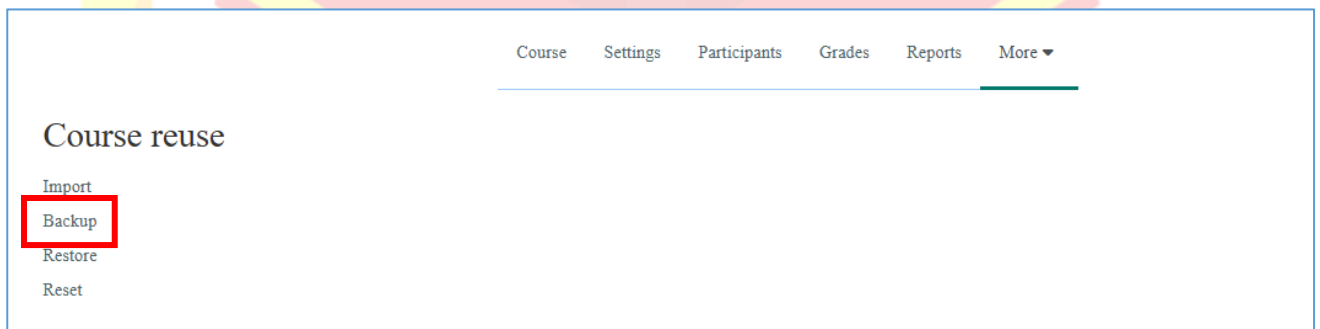 Course Settings Participants Grades Reports More
Course reuse
Import
Backup
Restore
Reset